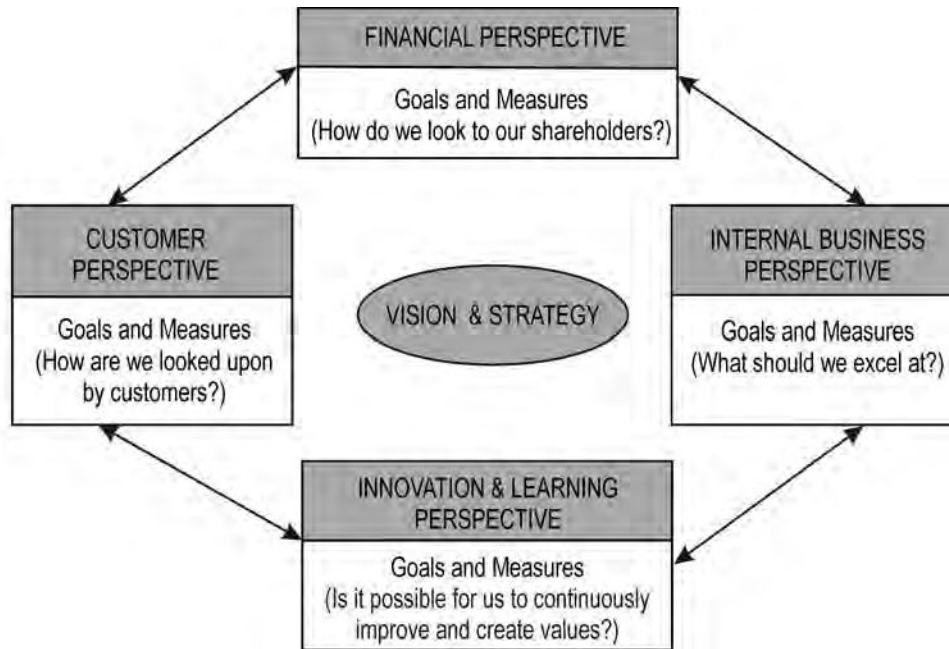 FINANCIAL PERSPECTIVE
Goals and Measures
(How do we look to our shareholders?)
CUSTOMER
PERSPECTIVE
Goals and Measures
(How are we looked upon
by customers?)
VISION & STRATEGY
INTERNAL BUSINESS
PERSPECTIVE
Goals and Measures
(What should we excel at?)
INNOVATION & LEARNING
PERSPECTIVE
Goals and Measures
(Is it possible for us to continuously
improve and create values?)